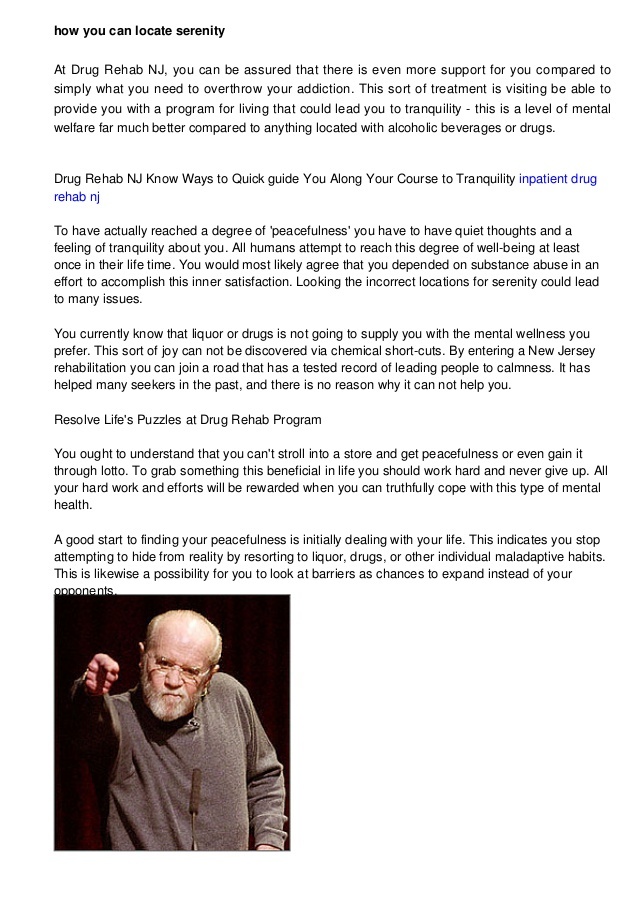 how you can locate serenity
At Drug Rehab NJ, you can be assured that there is even more support for you compared to
simply what you need to overthrow your addiction. This sort of treatment is visiting be able to
provide you with a program for living that could lead you to tranquility - this is a level of mental
welfare far much better compared to anything located with alcoholic beverages or drugs.
Drug Rehab NJ Know Ways to Quick guide You Along Your Course to Tranquility inpatient drug
rehab nj
To have actually reached a degree of 'peacefulness' you have to have quiet thoughts and a
feeling of tranquility about you. All humans attempt to reach this degree of well-being at least
once in their life time. You would most likely agree that you depended on substance abuse in an
effort to accomplish this inner satisfaction. Looking the incorrect locations for serenity could lead
to many issues.
You currently know that liquor or drugs is not going to supply you with the mental wellness you
prefer. This sort of joy can not be discovered via chemical short-cuts. By entering a New Jersey
rehabilitation you can join a road that has a tested record of leading people to calmness. It has
helped many seekers in the past, and there is no reason why it can not help you.
Resolve Life's Puzzles at Drug Rehab Program
You ought to understand that you can't stroll into a store and get peacefulness or even gain it
through lotto. To grab something this beneficial in life you should work hard and never give up. All
your hard work and efforts will be rewarded when you can truthfully cope with this type of mental
health.
A good start to finding your peacefulness is initially dealing with your life. This indicates you stop
attempting to hide from reality by resorting to liquor, drugs, or other individual maladaptive habits.
This is likewise a possibility for you to look at barriers as chances to expand instead of your
opponents.